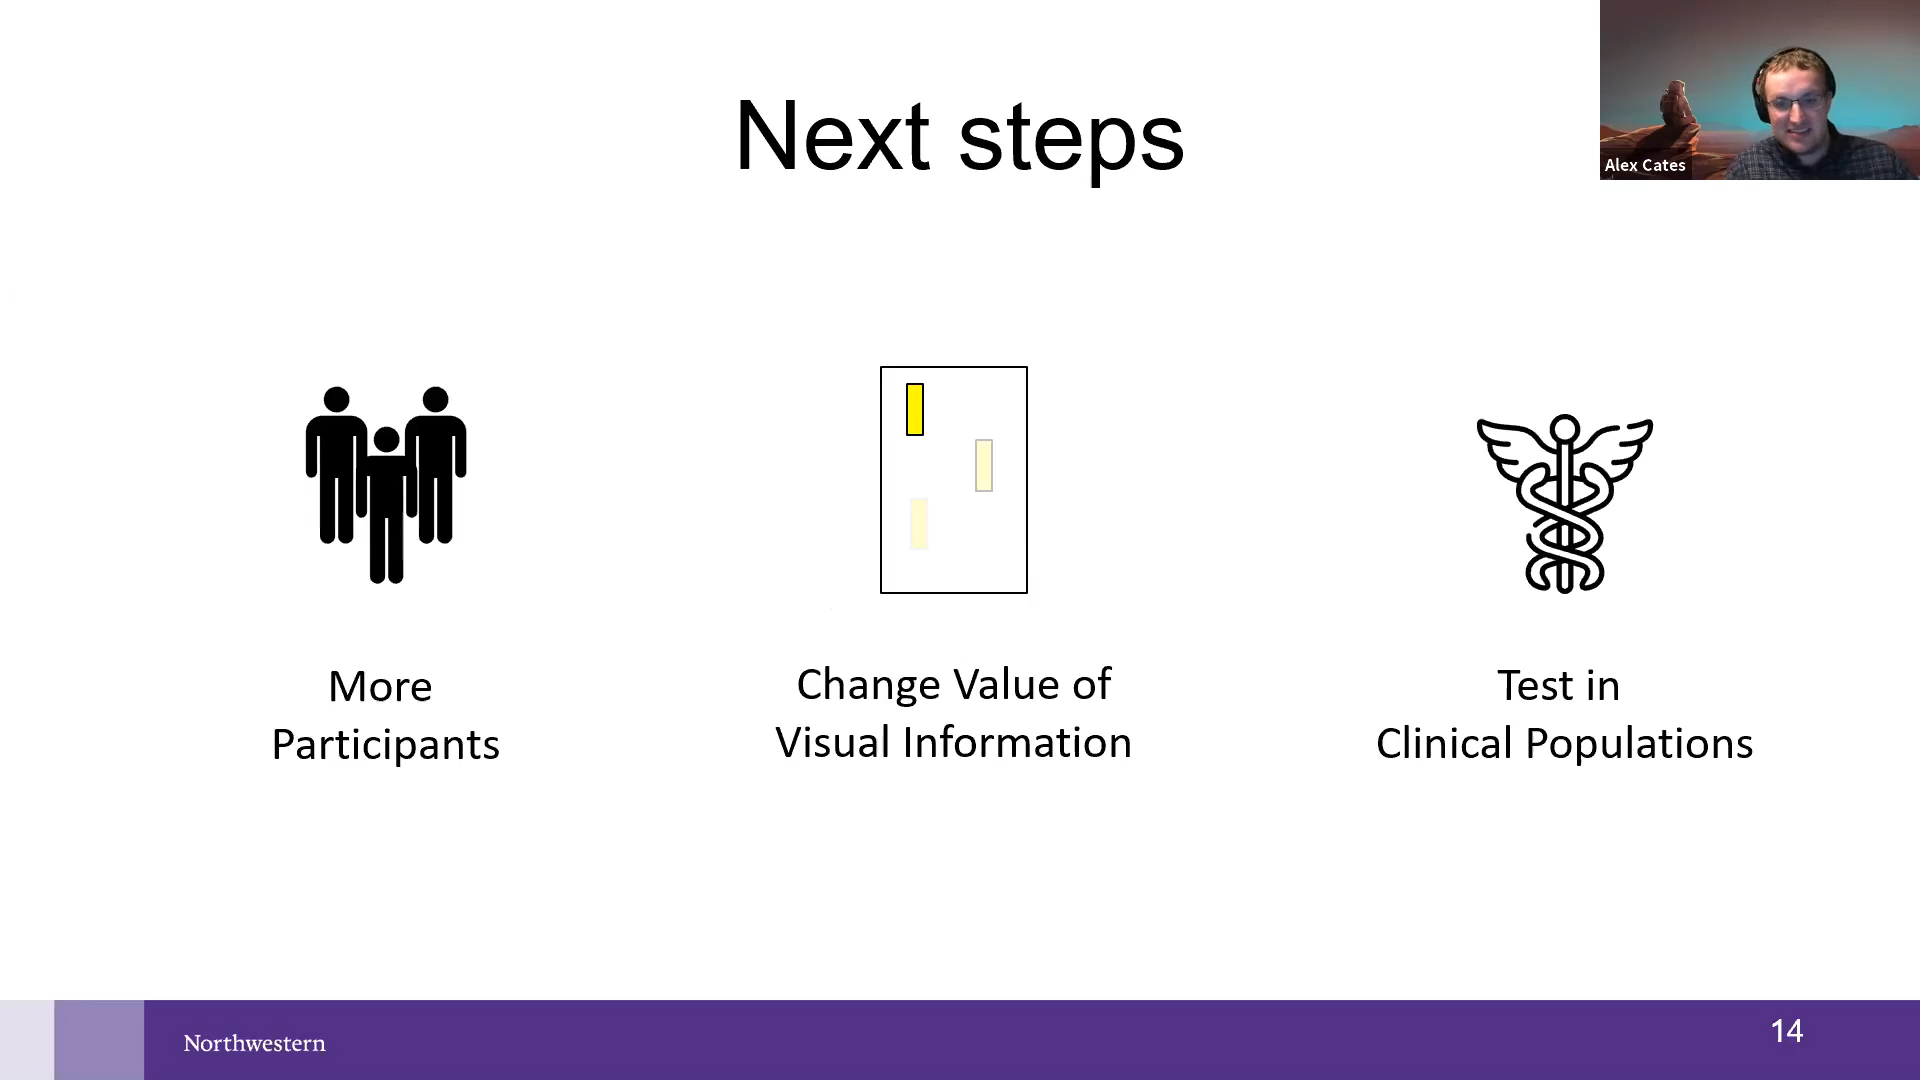 Next steps
Alex Cates
More
Participants
Change Value of
Visual Information
Test in
Clinical Populations
Northwestern
14